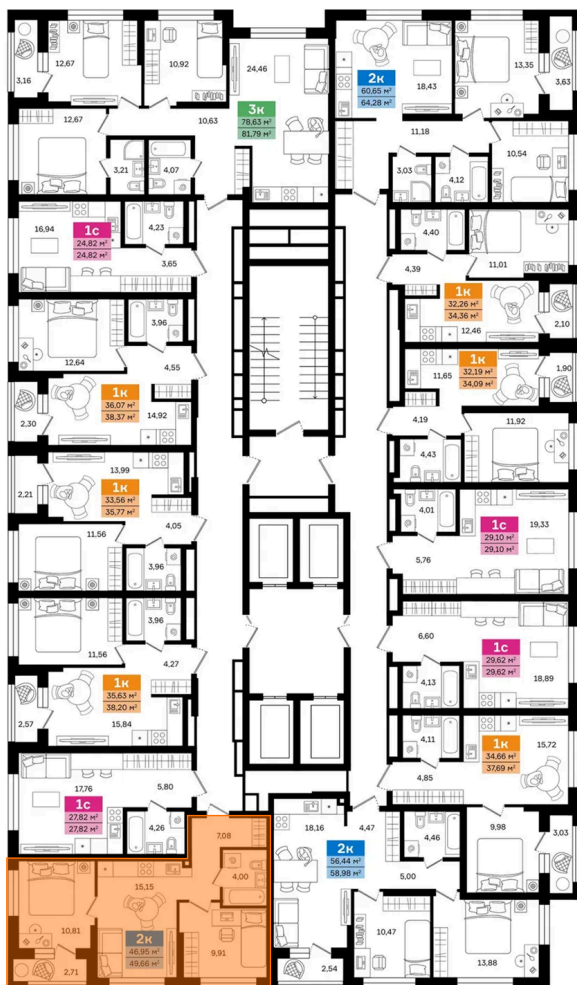 3,16
12,67
10,92
24,46
12,67
10,63
3к
78,63 м²
81,79 м²
3,21
4,07
2к
60,65 м²
64,28 м²
18,43
13,35
3,63
11,18
3,03
4,12
10,54
16,94
1с
24,82 м²
24,82 м²
4,23
3,65
4,40
11,01
4,39
1к
32,26 м²
34,36 м²
12,46
2,10
12,64
3,96
4,55
1к
36,07 м²
38,37 м²
14,92
2,30
11,65
1к
32,19 м²
34,09 м²
1,90
4,19
11,92
4,43
2,21
13,99
1к
33,56 м²
35,77 м²
4,05
11,56
3,96
4,01
1с
29,10 м²
29,10 м²
19,33
5,76
11,56
3,96
4,27
1к
35,63 м²
38,20 м²
15,84
2,57
6,60
1с
29,62 м²
29,62 м²
18,89
4,13
4,11
1к
34,66 м²
37,69 м²
15,72
4,85
17,76
5,80
1с
27,82 м²
27,82 м²
4,26
7,08
4,00
15,15
10,81
2к
46,95 м²
49,66 м²
9,91
2,71
18,16
2к
56,44 м²
58,98 м²
4,47
4,46
5,00
9,98
3,03
10,47
13,88
2,54